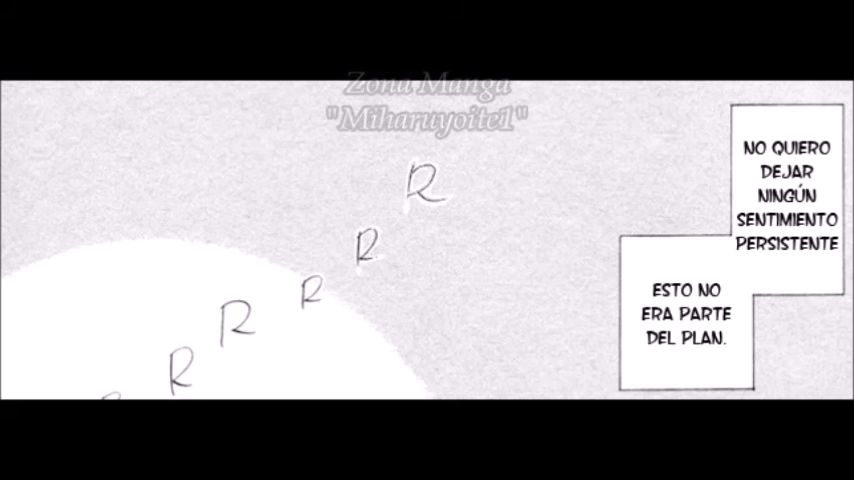 Zona Manga
"Miharuyoite1"
NO QUIERO
DEJAR
NINGÚN
SENTIMIENTO
PERSISTENTE
ESTO NO
ERA PARTE
DEL PLAN.
R
R
R
R
R